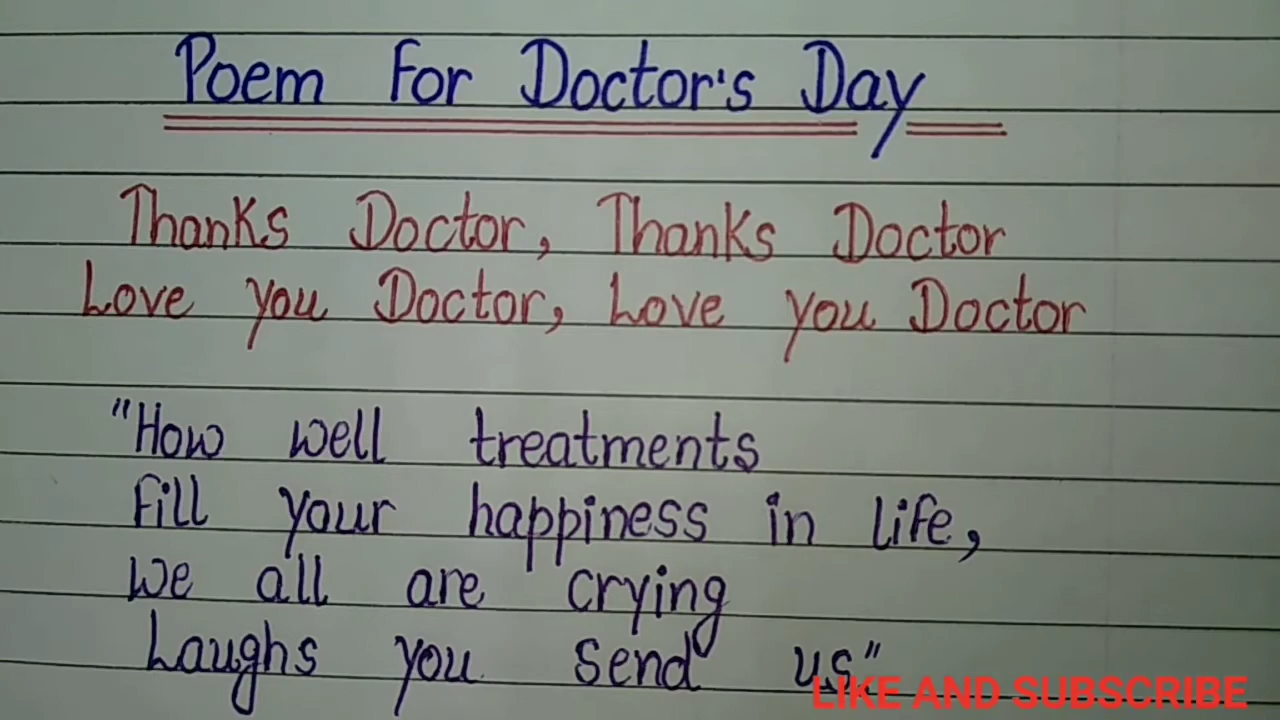 Poem For Doctor's Day
Thanks Doctor, Thanks Doctor
Love you Doctor, Love you Doctor
"How well treatments
Fill your happiness in life,
We all are crying
Laughs you send us"
LIKE AND SUBSCRIBE